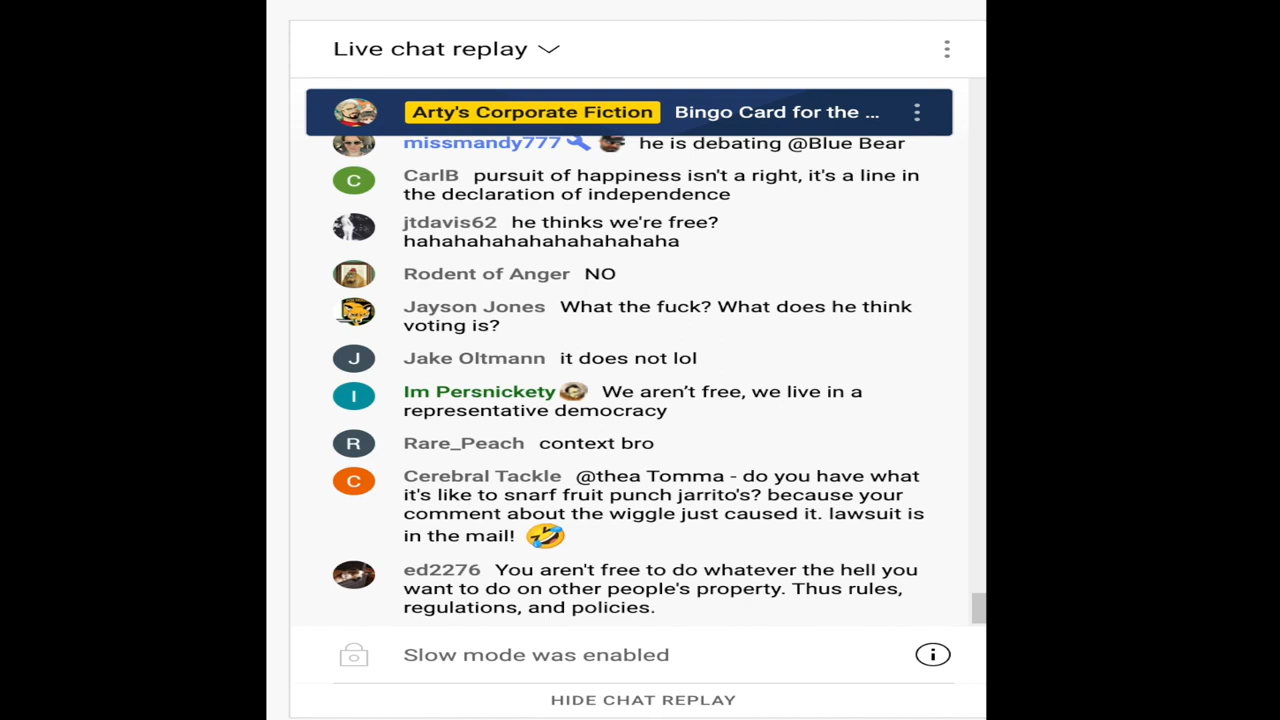 Live chat replay
Arty's Corporate Fiction Bingo Card for the ...
missmandy777 he is debating @Blue Bear
C CarlB pursuit of happiness isn't a right, it's a line in
the declaration of independence
jtdavis62 he thinks we're free?
hahahahahahahahahaha
Rodent of Anger NO
Jayson Jones What the fuck? What does he think
voting is?
J Jake Oltmann it does not lol
I Im Persnickety We aren’t free, we live in a
representative democracy
R Rare_Peach context bro
C Cerebral Tackle @thea Tomma - do you have what
it's like to snarf fruit punch jarrito's? because your
comment about the wiggle just caused it. lawsuit is
in the mail! 🤣
ed2276 You aren't free to do whatever the hell you
want to do on other people's property. Thus rules,
regulations, and policies.
Slow mode was enabled
HIDE CHAT REPLAY